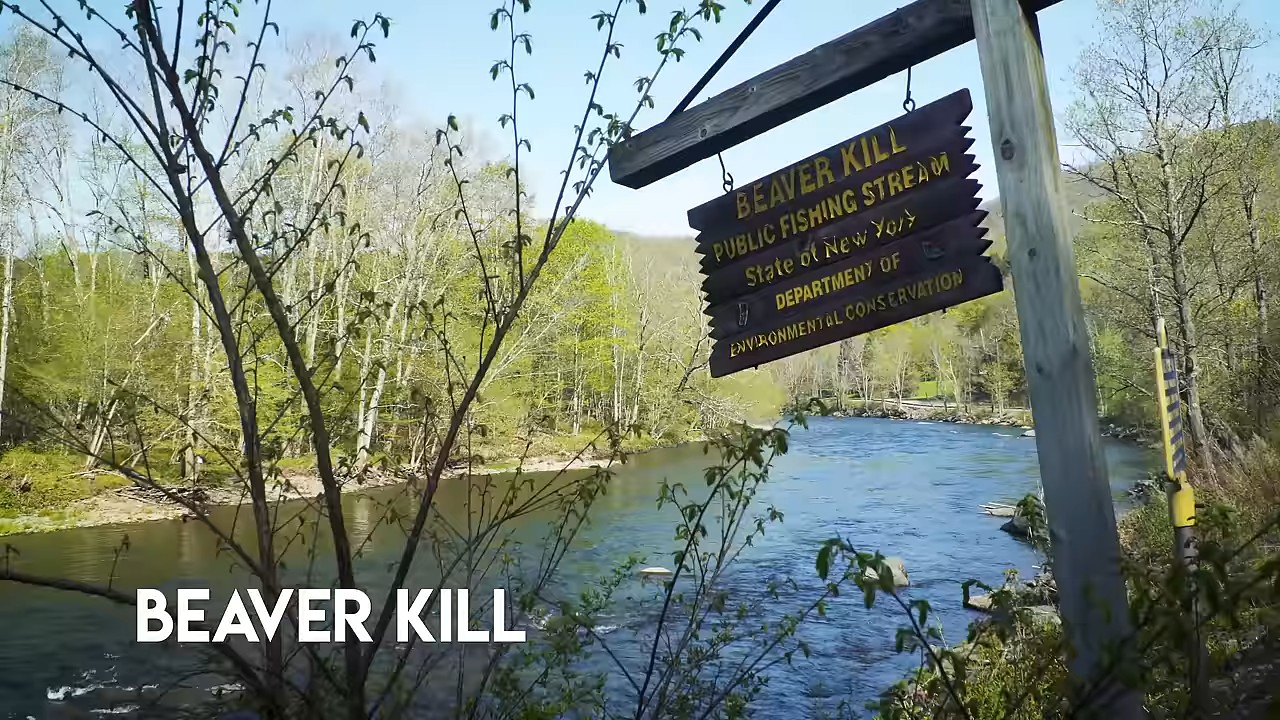 BEAVER KILL
PUBLIC FISHING STREAM
State of New York
DEPARTMENT OF
ENVIRONMENTAL CONSERVATION
BEAVER KILL